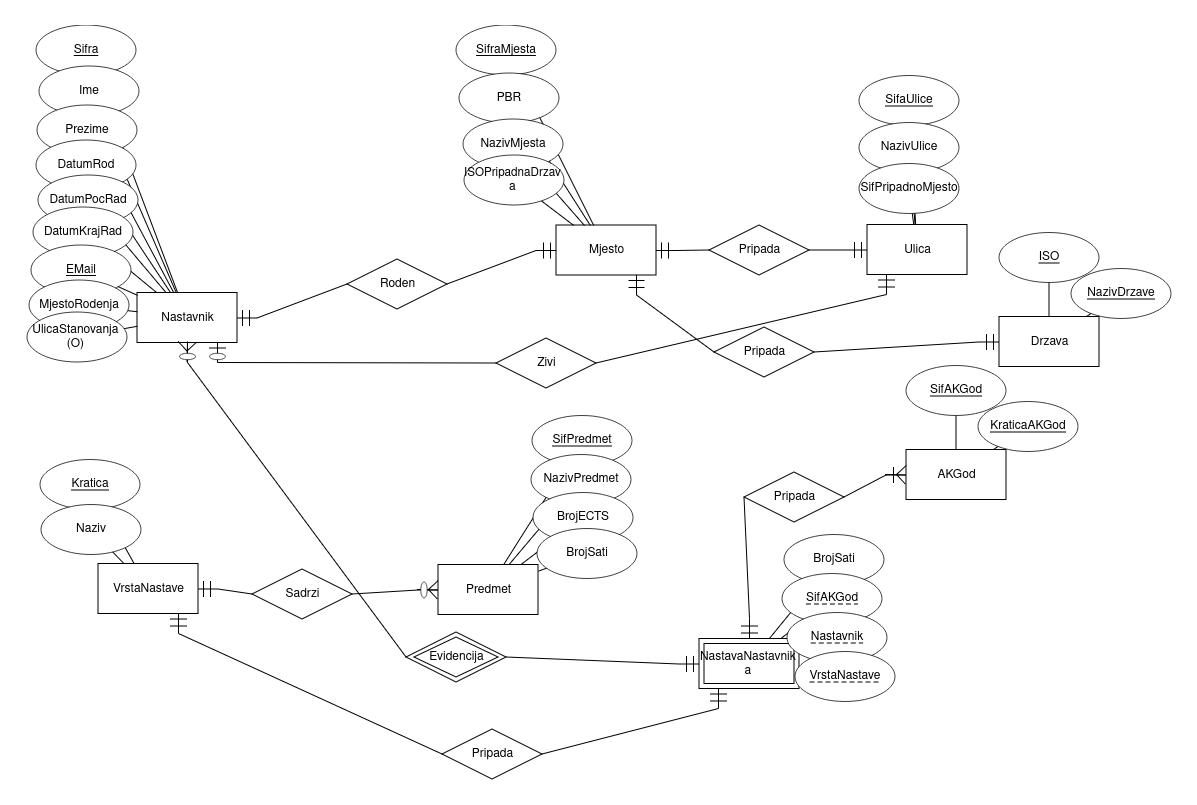 Sifra
Ime
Prezime
DatumRod
DatumPocRad
DatumKrajRad
EMail
MjestoRodenja
UlicaStanovanja
(O)
Nastavnik
Roden
SifraMjesta
PBR
NazivMjesta
ISOPripadnaDrzav
a
Mjesto
Pripada
SifaUlice
NazivUlice
SifPripadnoMjesto
Ulica
Zivi
Pripada
ISO
NazivDrzave
Drzava
SifAKGod
KraticaAKGod
AKGod
Pripada
Kratica
Naziv
VrstaNastave
Sadrzi
SifPredmet
NazivPredmet
BrojECTS
BrojSati
Predmet
Evidencija
BrojSati
SifAKGod
Nastavnik
VrstaNastave
NastavaNastavnik
a
Pripada